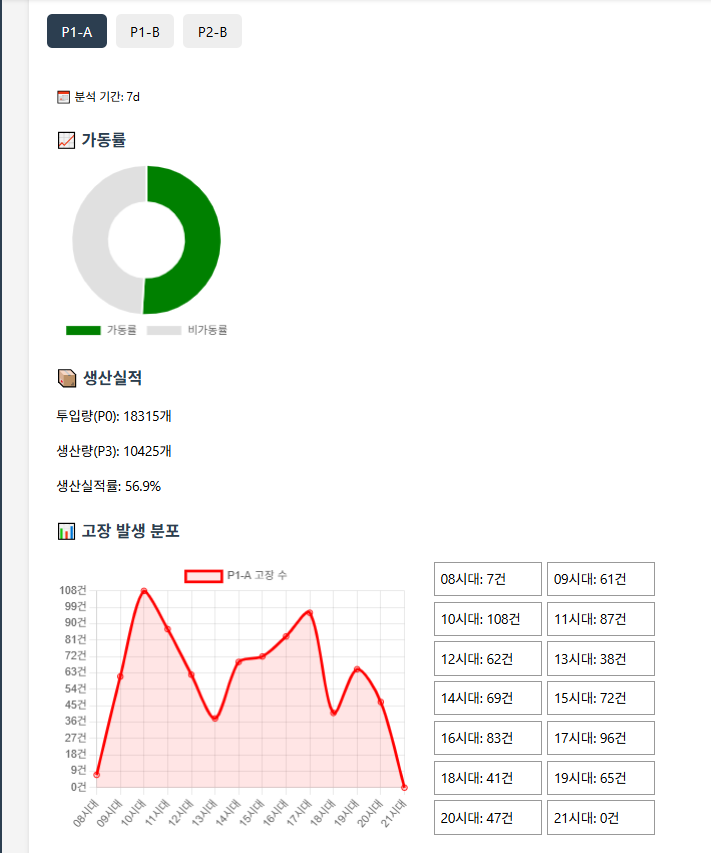 P1-A P1-B P2-B
분석 기간: 7d
가동률
가동률 비가동률
생산실적
투입량(P0): 18315개
생산량(P3): 10425개
생산실적률: 56.9%
고장 발생 분포
P1-A 고장 수
108건
99건
90건
81건
72건
63건
54건
45건
36건
27건
18건
9건
0건
08시대 09시대 10시대 11시대 12시대 13시대 14시대 15시대 16시대 17시대 18시대 19시대 20시대 21시대
08시대: 7건 09시대: 61건
10시대: 108건 11시대: 87건
12시대: 62건 13시대: 38건
14시대: 69건 15시대: 72건
16시대: 83건 17시대: 96건
18시대: 41건 19시대: 65건
20시대: 47건 21시대: 0건